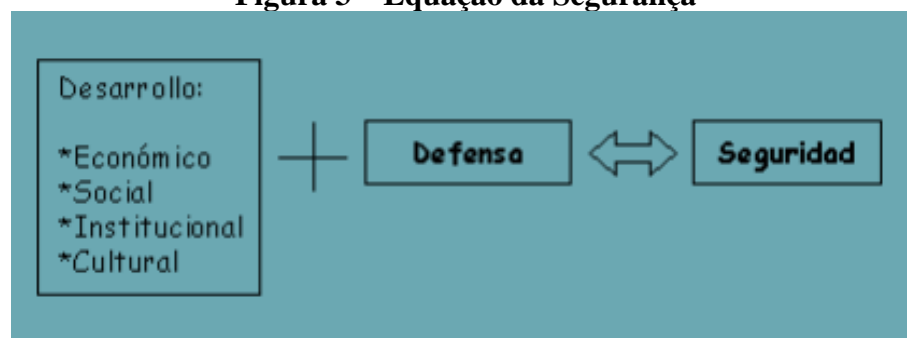 Figura 3 – Equação da Segurança
Desarrollo:
*Económico
*Social
*Institucional
*Cultural
Defensa
Seguridad